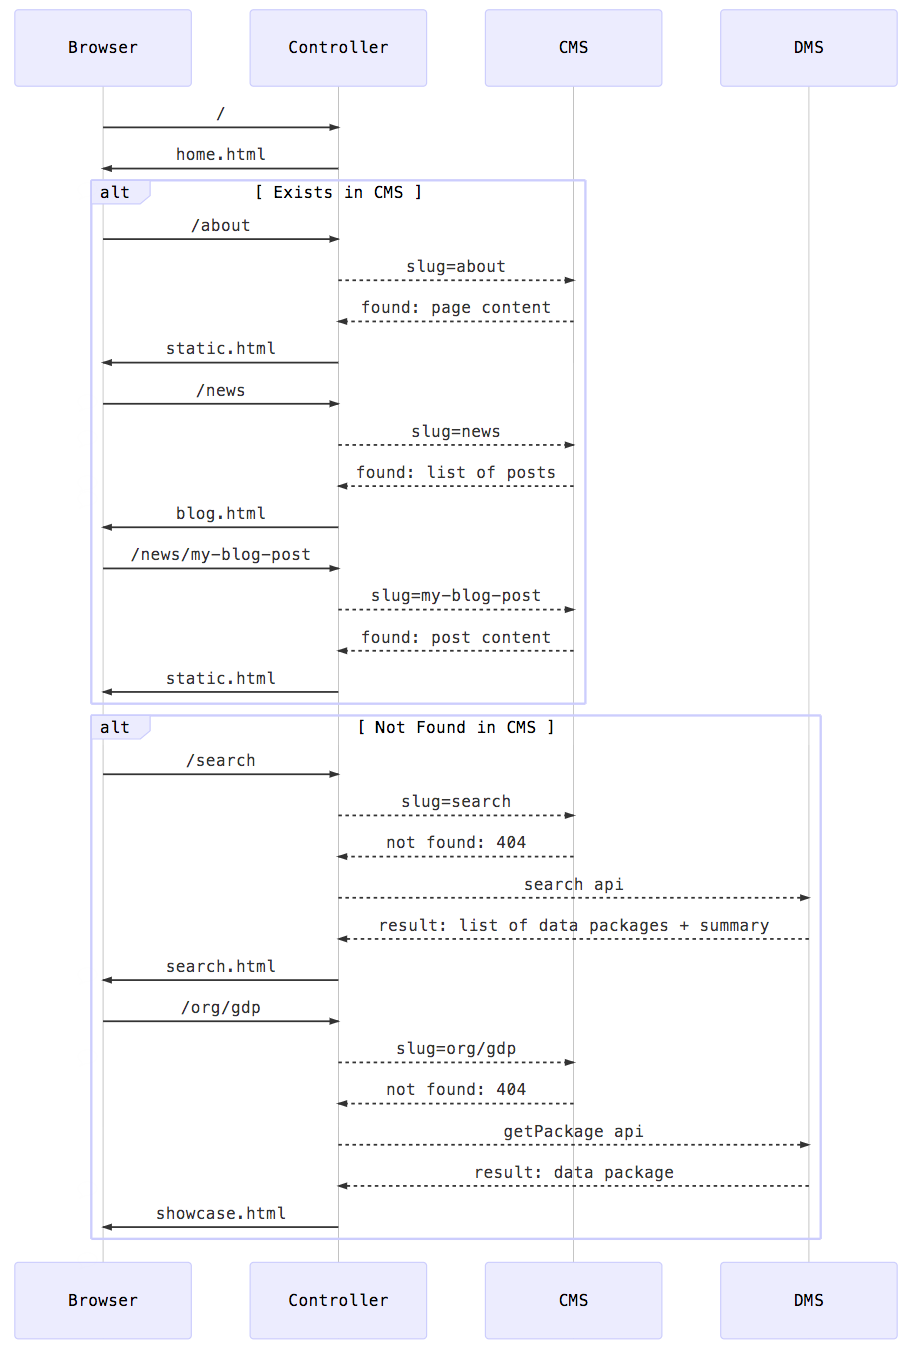 Browser
Controller
CMS
DMS
/
home.html
alt
[ Exists in CMS ]
/about
slug=about
found: page content
static.html
/news
slug=news
found: list of posts
blog.html
/news/my-blog-post
slug=my-blog-post
found: post content
static.html
alt
[ Not Found in CMS ]
/search
slug=search
not found: 404
search api
result: list of data packages + summary
search.html
/org/gdp
slug=org/gdp
not found: 404
getPackage api
result: data package
showcase.html
Browser
Controller
CMS
DMS